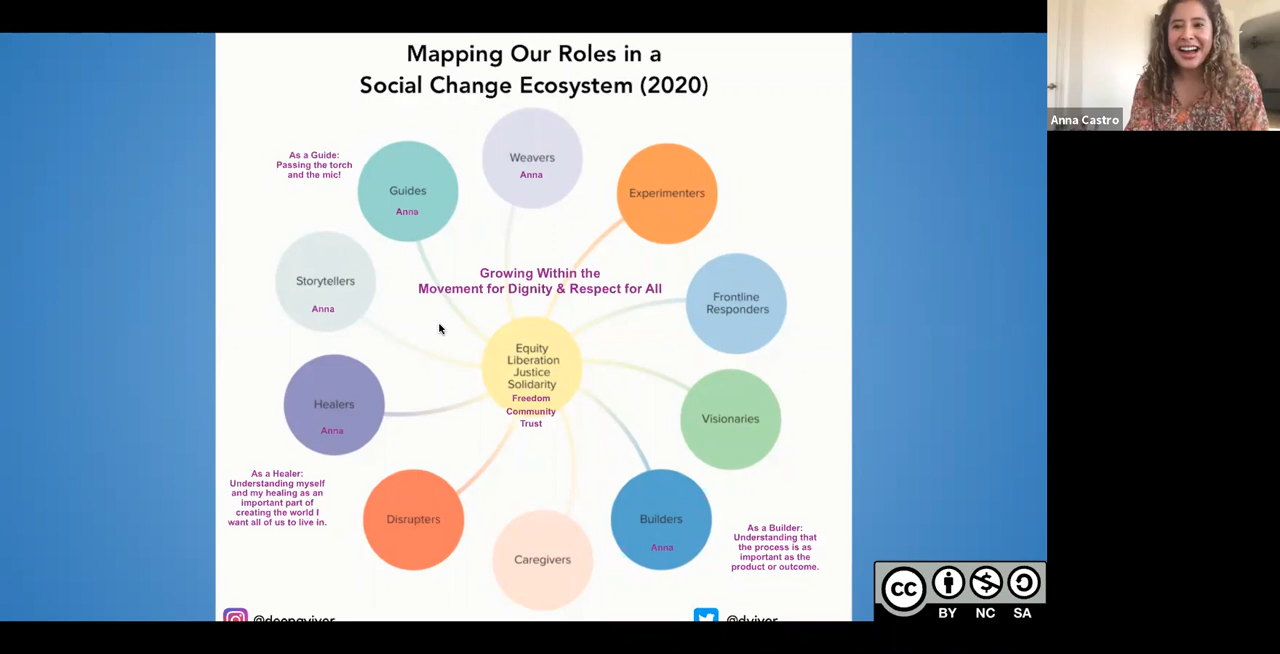 Mapping Our Roles in a
Social Change Ecosystem (2020)
Anna Castro
Weavers
Anna
As a Guide:
Passing the torch
and the mic!
Guides
Anna
Experimenters
Storytellers
Anna
Growing Within the
Movement for Dignity & Respect for All
Frontline
Responders
Equity
Liberation
Justice
Solidarity
Freedom
Community
Trust
Healers
Anna
Visionaries
As a Healer:
Understanding myself
and my healing as an
important part of
creating the world I
want all of us to live in.
Disrupters
Caregivers
Builders
Anna
As a Builder:
Understanding that
the process is as
important as the
product or outcome.
@deepaviyer
@dviyer
CC
BY NC SA